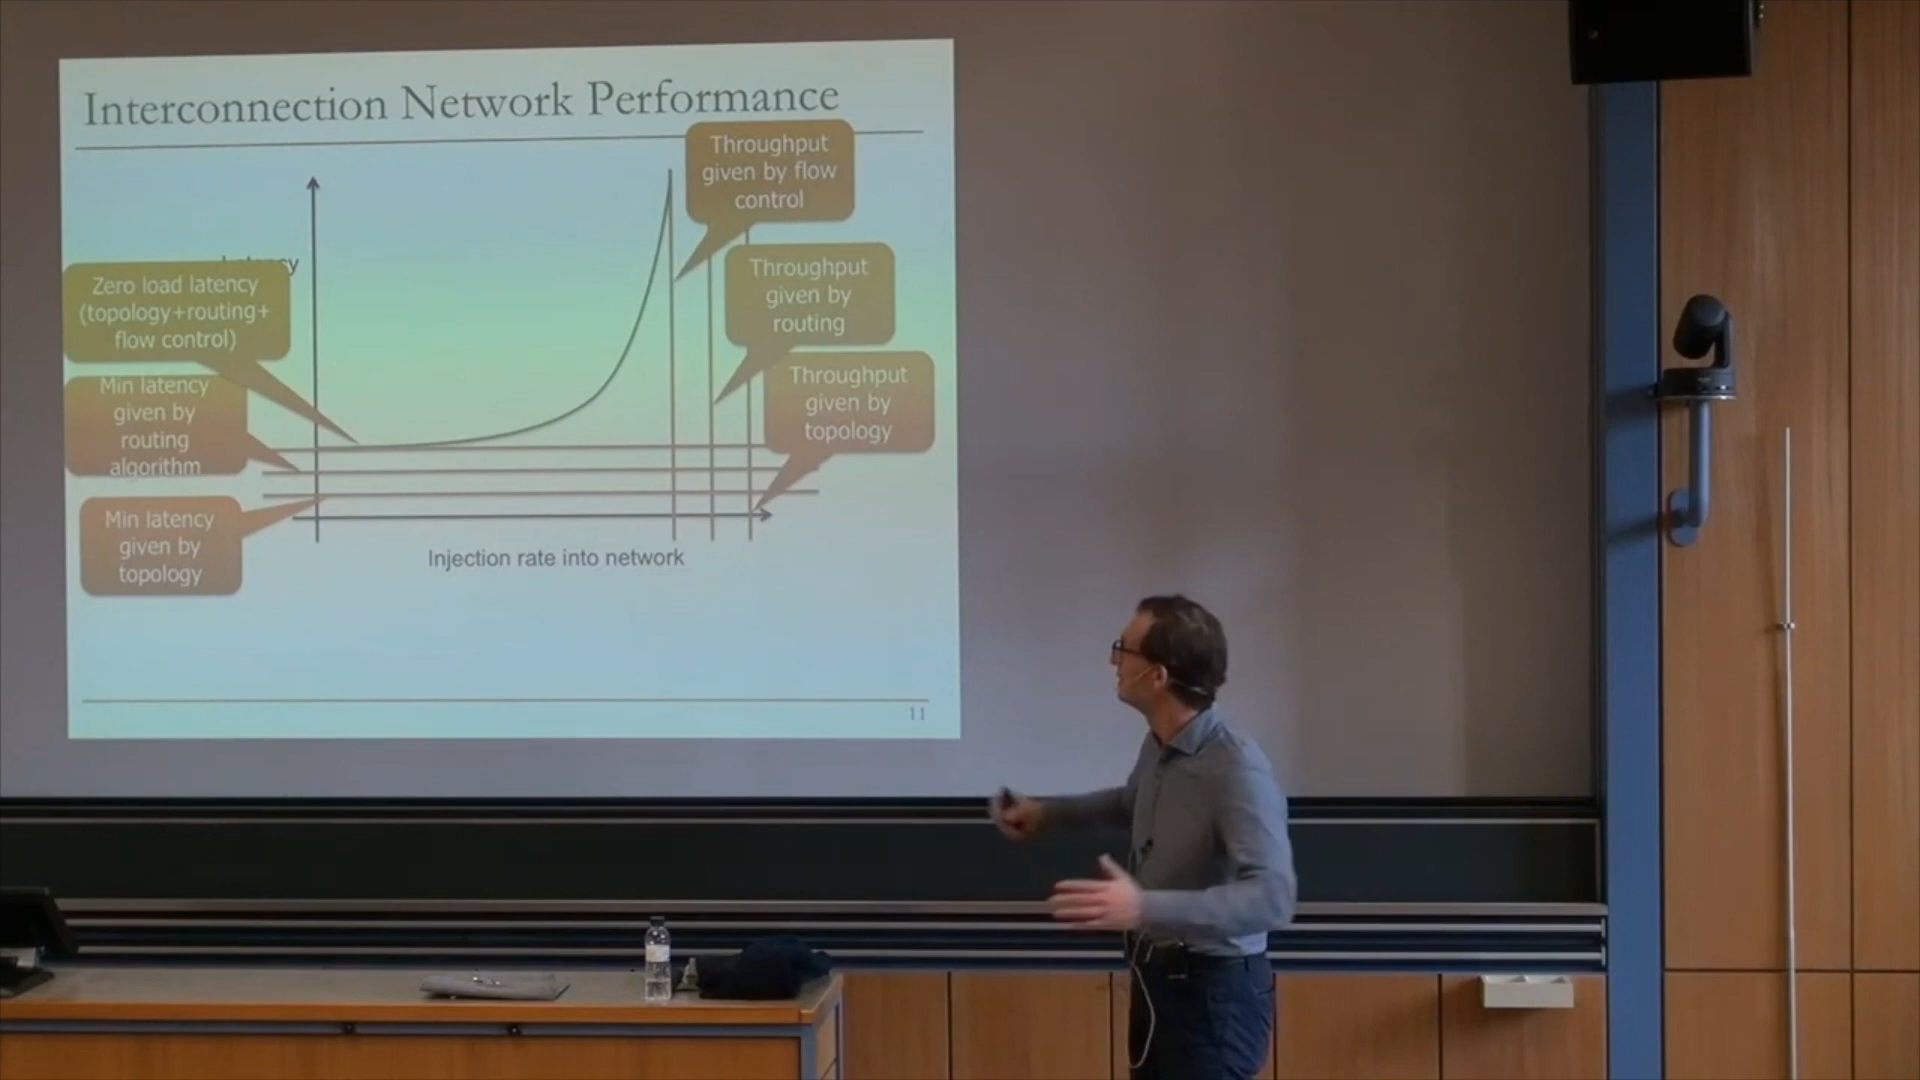 Interconnection Network Performance
Throughput
given by flow
control
Zero load latency
(topology+routing+
flow control)
Throughput
given by
routing
Min latency
given by
routing
algorithm
Throughput
given by
topology
Min latency
given by
topology
Injection rate into network
11